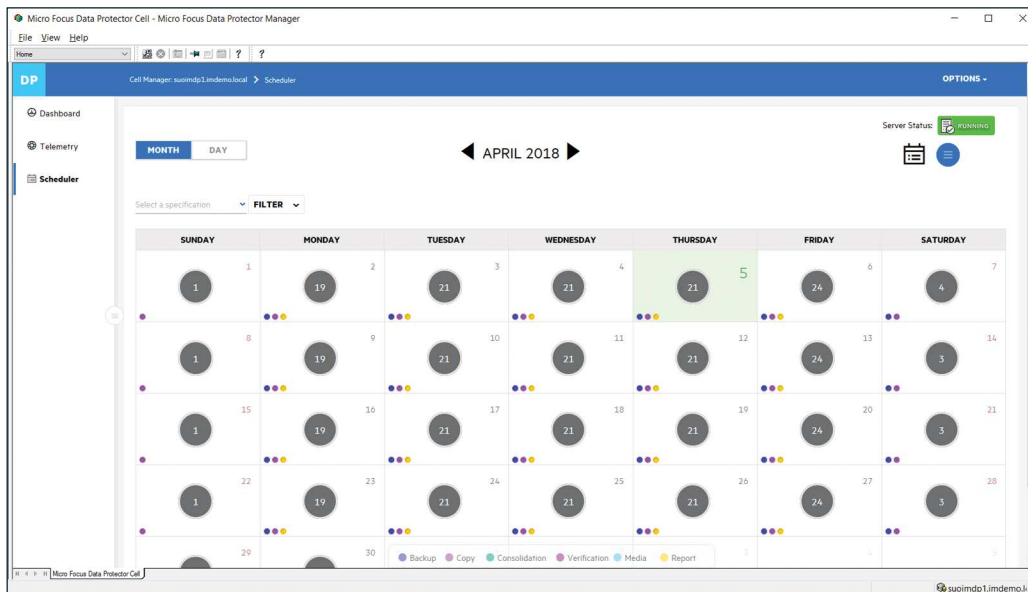 Micro Focus Data Protector Cell - Micro Focus Data Protector Manager
File View Help
Home ? ?
DP Cell Manager: suoimdp1.imdemo.local > Scheduler OPTIONS
Dashboard
Telemetry
Scheduler
Server Status: RUNNING
MONTH DAY APRIL 2018
Select a specification FILTER
SUNDAY MONDAY TUESDAY WEDNESDAY THURSDAY FRIDAY SATURDAY
1 2 3 4 5 6 7
1 19 21 21 21 24 4
8 9 10 11 12 13 14
1 19 21 21 21 24 3
15 16 17 18 19 20 21
1 19 21 21 21 24 3
22 23 24 25 26 27 28
1 19 21 21 21 24 3
29 30
Backup Copy Consolidation Verification Media Report
Micro Focus Data Protector Cell
suoimdp1.imdemo.l